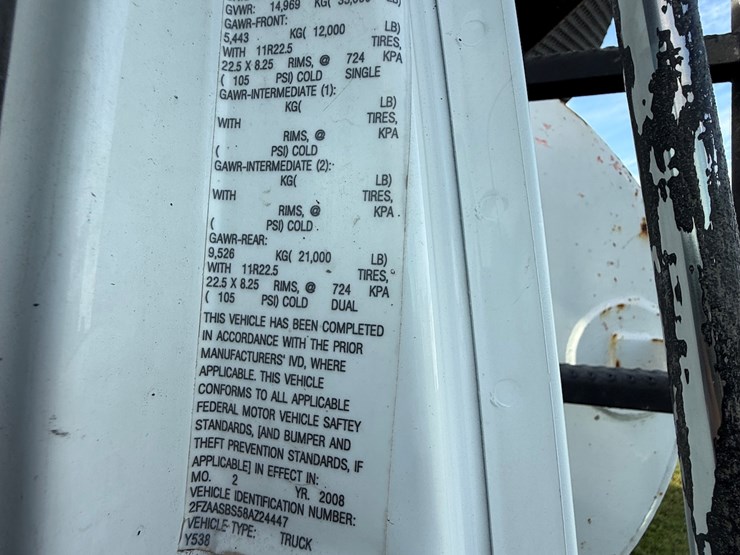 GVWR: 14,969 KG(
GAWR-FRONT:
5,443 KG( 12,000 LB)
WITH 11R22.5 TIRES,
22.5 X 8.25 RIMS, @ 724 KPA
( 105 PSI) COLD SINGLE
GAWR-INTERMEDIATE (1):
KG( LB)
WITH TIRES,
RIMS, @ KPA
( PSI) COLD
GAWR-INTERMEDIATE (2):
KG( LB)
WITH TIRES,
RIMS, @ KPA
( PSI) COLD
GAWR-REAR:
9,526 KG( 21,000 LB)
WITH 11R22.5 TIRES,
22.5 X 8.25 RIMS, @ 724 KPA
( 105 PSI) COLD DUAL
THIS VEHICLE HAS BEEN COMPLETED
IN ACCORDANCE WITH THE PRIOR
MANUFACTURERS' IVD, WHERE
APPLICABLE. THIS VEHICLE
CONFORMS TO ALL APPLICABLE
FEDERAL MOTOR VEHICLE SAFTEY
STANDARDS, [AND BUMPER AND
THEFT PREVENTION STANDARDS, IF
APPLICABLE] IN EFFECT IN:
MO. 2 YR. 2008
VEHICLE IDENTIFICATION NUMBER:
2FZAASBS58AZ24447
VEHICLE TYPE: TRUCK
Y538